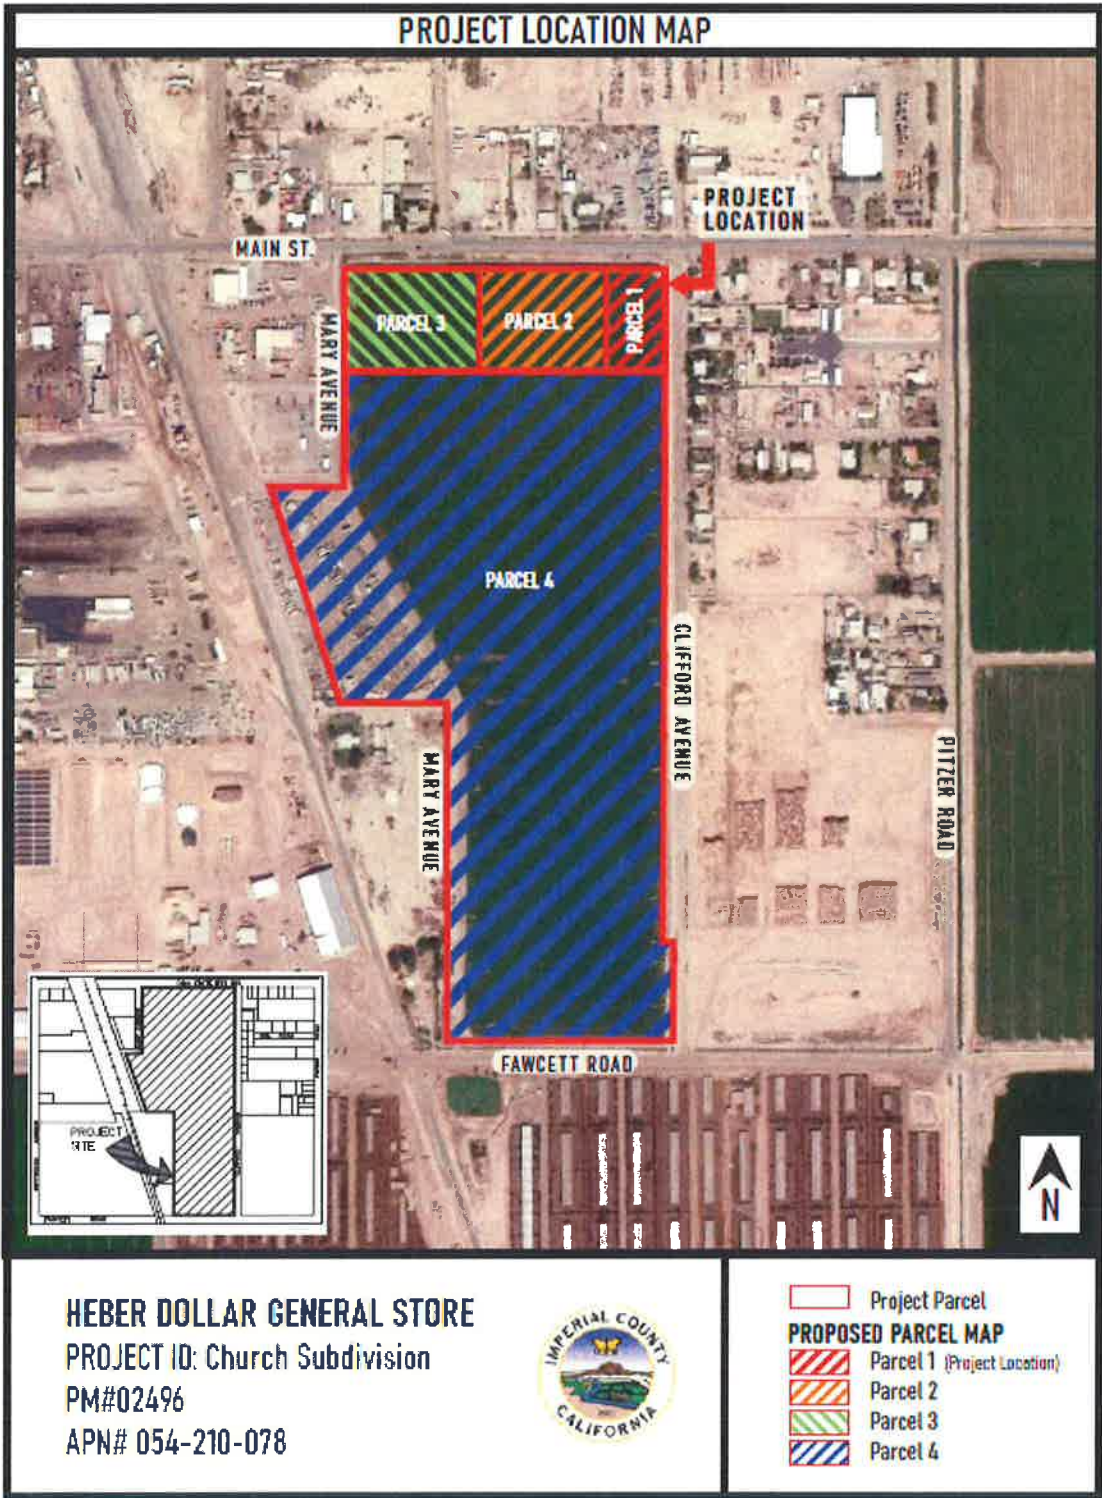 PROJECT LOCATION MAP
PROJECT
LOCATION
MAIN ST.
PARCEL 3
PARCEL 2
PARCEL 1
MARY AVENUE
PARCEL 4
CLIFFORD AVENUE
MARY AVENUE
PITZER ROAD
FAWCETT ROAD
PROJECT
SITE
N
HEBER DOLLAR GENERAL STORE
PROJECT ID: Church Subdivision
PM#02496
APN# 054-210-078
IMPERIAL COUNTY
CALIFORNIA
Project Parcel
PROPOSED PARCEL MAP
Parcel 1 (Project Location)
Parcel 2
Parcel 3
Parcel 4